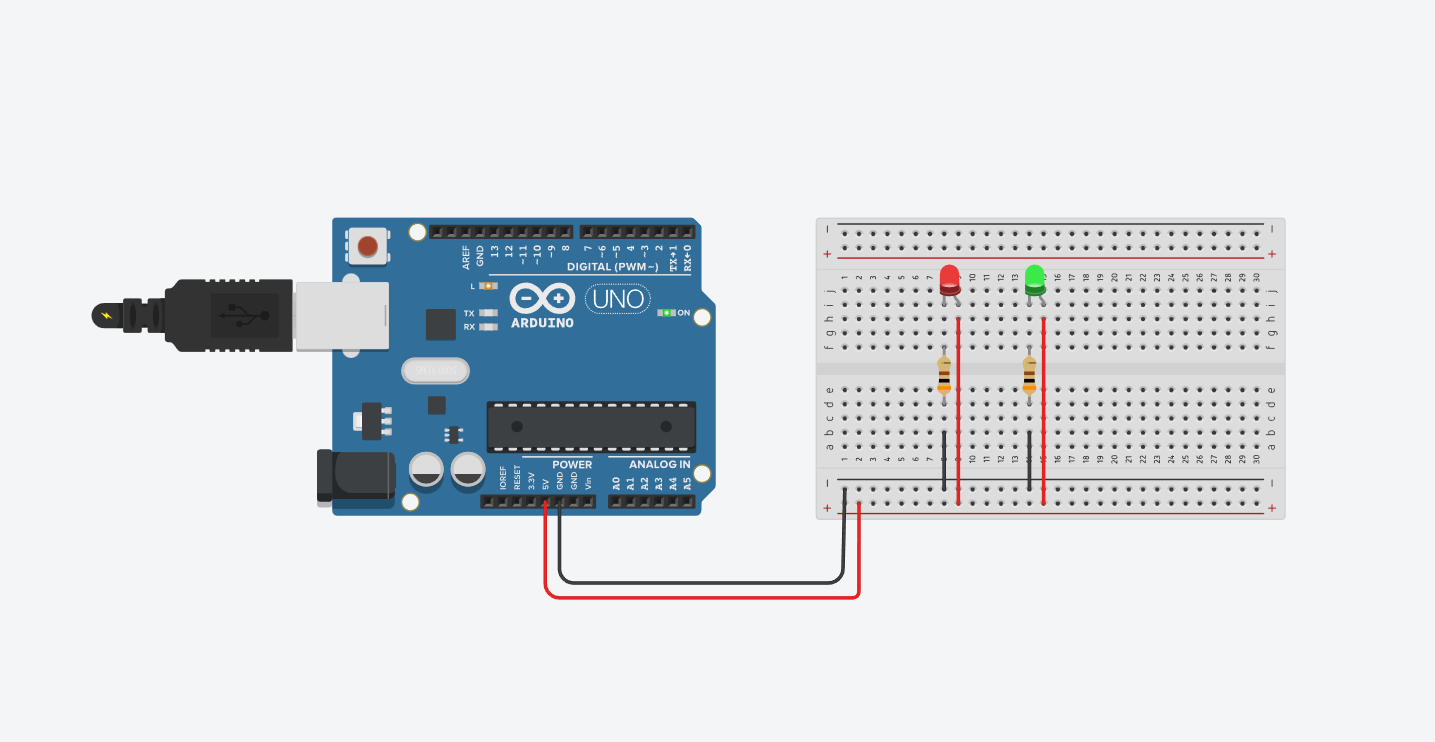 AREF
GND
13
12
~11
~10
~9
8
7
~6
~5
4
~3
2
TX→1
RX←0
DIGITAL (PWM~)
L
TX
RX
ARDUINO
UNO
ON
IOREF
RESET
3.3V
5V
GND
GND
Vin
POWER
ANALOG IN
A0
A1
A2
A3
A4
A5
− −
+ +
1 2 3 4 5 6 7 10 11 12 13 16 17 18 19 20 21 22 23 24 25 26 27 28 29 30
j j
i i
h h
g g
f f
e e
d d
c c
b b
a a
1 2 3 4 5 6 7 8 9 10 11 12 13 14 15 16 17 18 19 20 21 22 23 24 25 26 27 28 29 30
− −
+ +